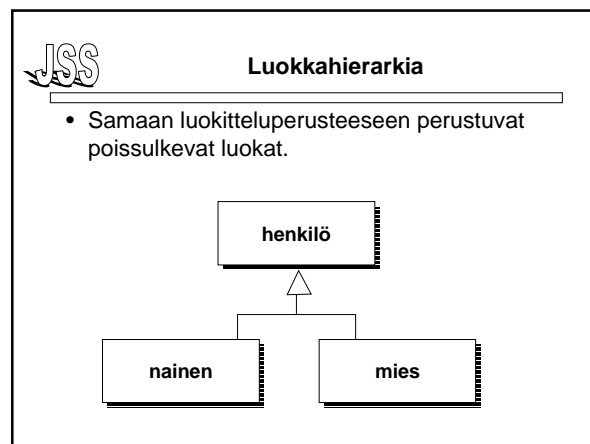 JSS
Luokkahierarkia
• Samaan luokitteluperusteeseen perustuvat
poissulkevat luokat.
henkilö
nainen
mies